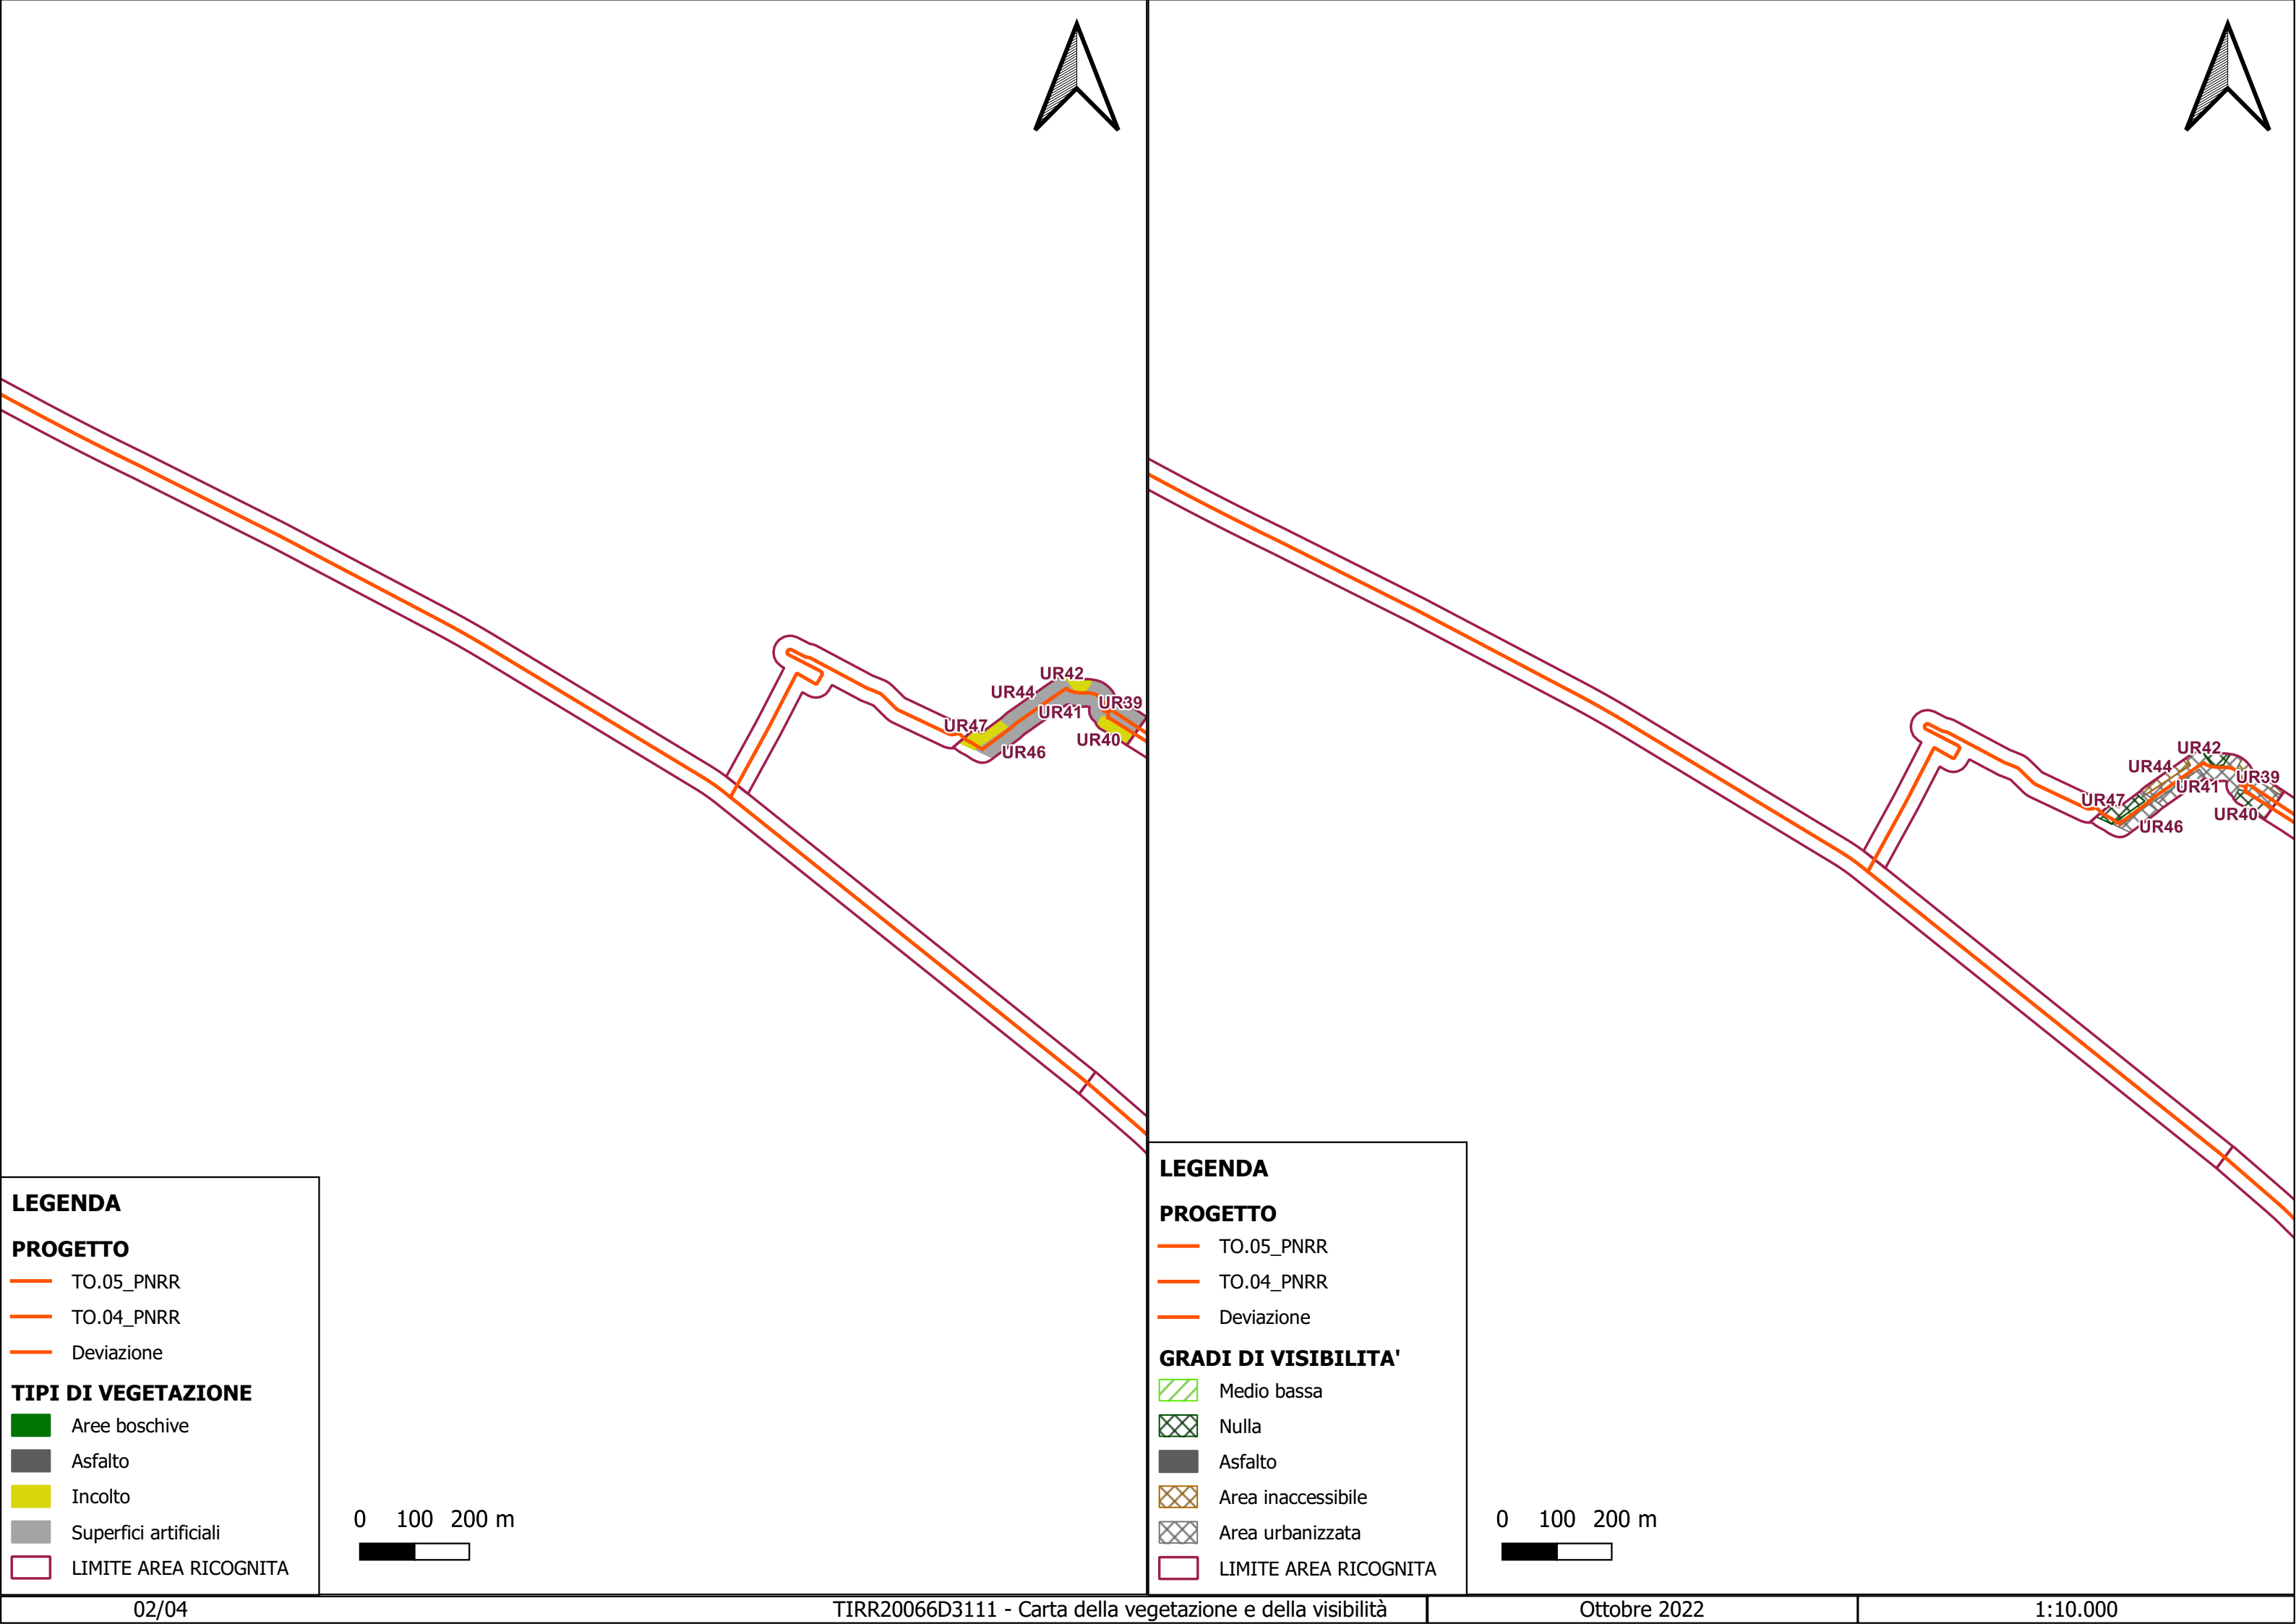 UR42
UR44
UR39
UR41
UR47
UR40
UR46
LEGENDA
PROGETTO
TO.05_PNRR
TO.04_PNRR
Deviazione
TIPI DI VEGETAZIONE
Aree boschive
Asfalto
Incolto
Superfici artificiali
LIMITE AREA RICOGNITA
0 100 200 m
UR42
UR44
UR39
UR41
UR47
UR40
UR46
LEGENDA
PROGETTO
TO.05_PNRR
TO.04_PNRR
Deviazione
GRADI DI VISIBILITA'
Medio bassa
Nulla
Asfalto
Area inaccessibile
Area urbanizzata
LIMITE AREA RICOGNITA
0 100 200 m
02/04 TIRR20066D3111 - Carta della vegetazione e della visibilità Ottobre 2022 1:10.000